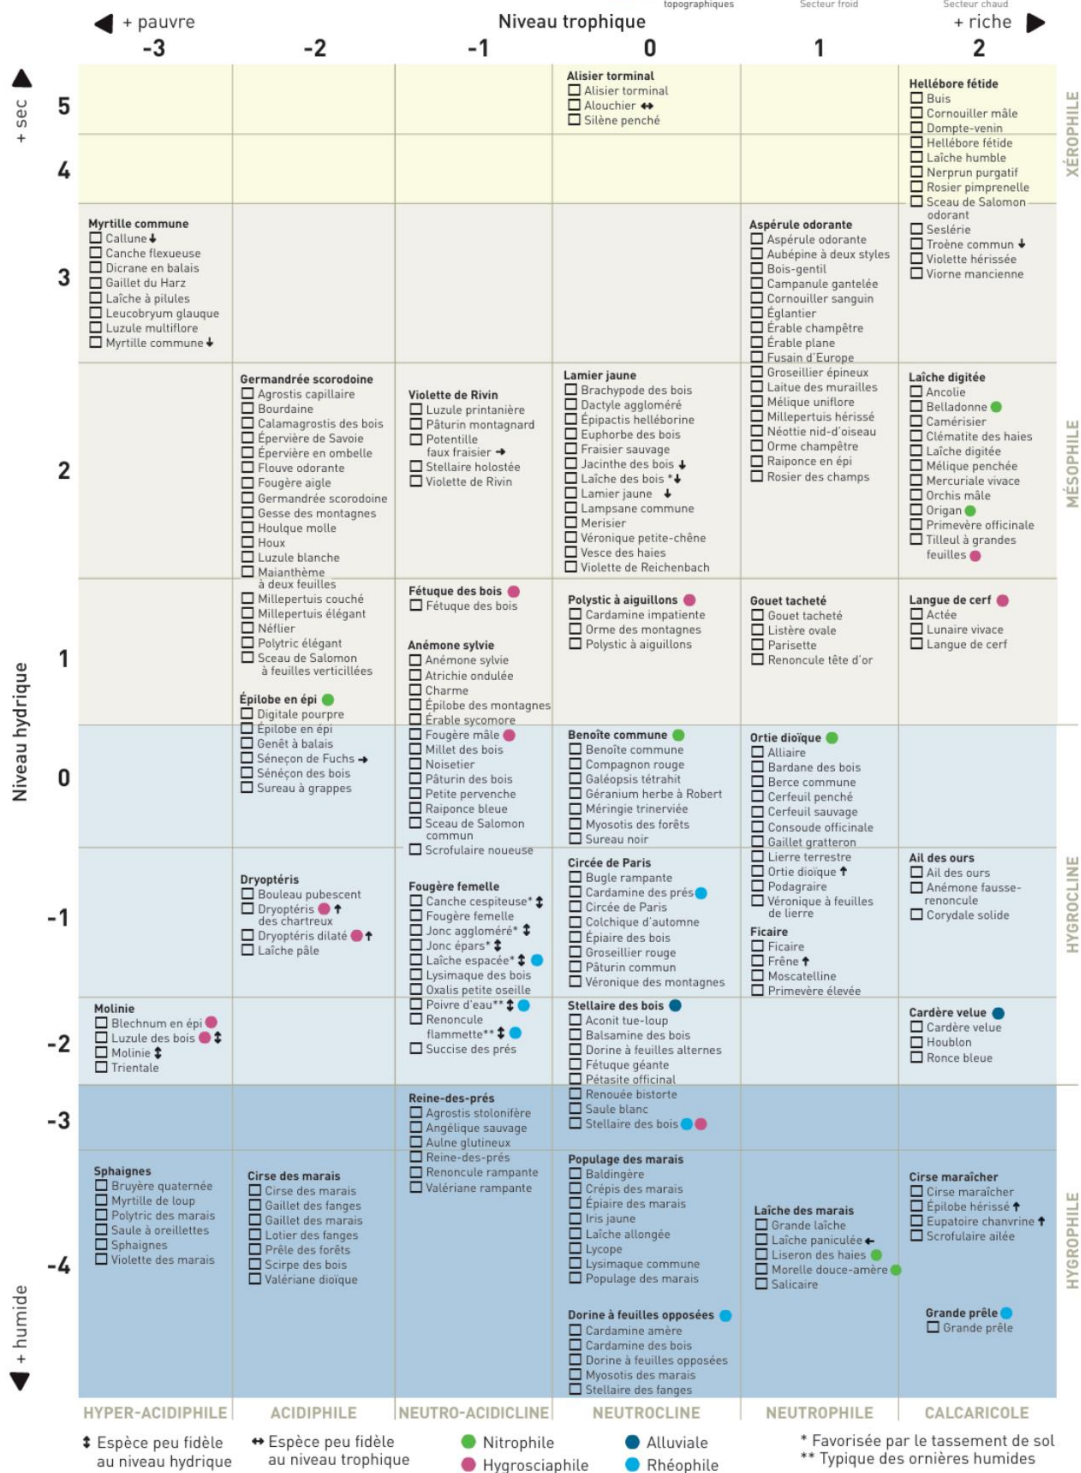 topographiques
Secteur froid
Secteur chaud
+ pauvre
Niveau trophique
+ riche
-3
-2
-1
0
1
2
+ sec
Niveau hydrique
+ humide
5
4
3
2
1
0
-1
-2
-3
-4
XÉROPHILE
MÉSOPHILE
HYGROCLINE
HYGROPHILE
Myrtille commune
Callune ↓
Canche flexueuse
Dicrane en balais
Gaillet du Harz
Laîche à pilules
Leucobryum glauque
Luzule multiflore
Myrtille commune ↓
Molinie
Blechnum en épi
Luzule des bois ↕
Molinie ↕
Trientale
Sphaignes
Bruyère quaternée
Myrtille de loup
Polytric des marais
Saule à oreillettes
Sphaignes
Violette des marais
Germandrée scorodoine
Agrostis capillaire
Bourdaine
Calamagrostis des bois
Épervière de Savoie
Épervière en ombelle
Flouve odorante
Fougère aigle
Germandrée scorodoine
Gesse des montagnes
Houlque molle
Houx
Luzule blanche
Maianthème
à deux feuilles
Millepertuis couché
Millepertuis élégant
Néflier
Polytric élégant
Sceau de Salomon
à feuilles verticillées
Épilobe en épi
Digitale pourpre
Épilobe en épi
Genêt à balais
Séneçon de Fuchs →
Sénéçon des bois
Sureau à grappes
Dryoptéris
Bouleau pubescent
Dryoptéris ↑
des chartreux
Dryoptéris dilaté ↑
Laîche pâle
Cirse des marais
Cirse des marais
Gaillet des fanges
Gaillet des marais
Lotier des fanges
Prêle des forêts
Scirpe des bois
Valériane dioïque
Violette de Rivin
Luzule printanière
Pâturin montagnard
Potentille
faux fraisier →
Stellaire holostée
Violette de Rivin
Fétuque des bois
Fétuque des bois
Anémone sylvie
Anémone sylvie
Atrichie ondulée
Charme
Épilobe des montagnes
Érable sycomore
Fougère mâle
Millet des bois
Noisetier
Pâturin des bois
Petite pervenche
Raiponce bleue
Sceau de Salomon
commun
Scrofulaire noueuse
Fougère femelle
Canche cespiteuse* ↕
Fougère femelle
Jonc aggloméré* ↕
Jonc épars* ↕
Laîche espacée* ↕
Lysimaque des bois
Oxalis petite oseille
Poivre d'eau** ↕
Renoncule
flammette** ↕
Succise des prés
Reine-des-prés
Agrostis stolonifère
Angélique sauvage
Aulne glutineux
Reine-des-prés
Renoncule rampante
Valériane rampante
Alisier torminal
Alisier torminal
Alouchier ↔
Silène penché
Lamier jaune
Brachypode des bois
Dactyle aggloméré
Épipactis helléborine
Euphorbe des bois
Fraisier sauvage
Jacinthe des bois ↓
Laîche des bois *↓
Lamier jaune ↓
Lampsane commune
Merisier
Véronique petite-chêne
Vesce des haies
Violette de Reichenbach
Polystic à aiguillons
Cardamine impatiente
Orme des montagnes
Polystic à aiguillons
Benoîte commune
Benoîte commune
Compagnon rouge
Galéopsis tétrahit
Géranium herbe à Robert
Méringie trinerviée
Myosotis des forêts
Sureau noir
Circée de Paris
Bugle rampante
Cardamine des prés
Circée de Paris
Colchique d'automne
Épiaire des bois
Groseillier rouge
Pâturin commun
Véronique des montagnes
Stellaire des bois
Aconit tue-loup
Balsamine des bois
Dorine à feuilles alternes
Fétuque géante
Pétasite officinal
Renouée bistorte
Saule blanc
Stellaire des bois
Populage des marais
Baldingère
Crépis des marais
Épiaire des marais
Iris jaune
Laîche allongée
Lycope
Lysimaque commune
Populage des marais
Dorine à feuilles opposées
Cardamine amère
Cardamine des bois
Dorine à feuilles opposées
Myosotis des marais
Stellaire des fanges
Aspérule odorante
Aspérule odorante
Aubépine à deux styles
Bois-gentil
Campanule gantelée
Cornouiller sanguin
Églantier
Érable champêtre
Érable plane
Fusain d'Europe
Groseillier épineux
Laitue des murailles
Mélique uniflore
Millepertuis hérissé
Néottie nid-d'oiseau
Orme champêtre
Raiponce en épi
Rosier des champs
Gouet tacheté
Gouet tacheté
Listère ovale
Parisette
Renoncule tête d'or
Ortie dioïque
Alliaire
Bardane des bois
Berce commune
Cerfeuil penché
Cerfeuil sauvage
Consoude officinale
Gaillet gratteron
Lierre terrestre
Ortie dioïque ↑
Podagraire
Véronique à feuilles
de lierre
Ficaire
Ficaire
Frêne ↑
Moscatelline
Primevère élevée
Laîche des marais
Grande laîche
Laîche paniculée ←
Liseron des haies
Morelle douce-amère
Salicaire
Hellébore fétide
Buis
Cornouiller mâle
Dompte-venin
Hellébore fétide
Laîche humble
Nerprun purgatif
Rosier pimprenelle
Sceau de Salomon
odorant
Seslérie
Troène commun ↓
Violette hérissée
Viorne mancienne
Laîche digitée
Ancolie
Belladonne
Camérisier
Clématite des haies
Laîche digitée
Mélique penchée
Mercuriale vivace
Orchis mâle
Origan
Primevère officinale
Tilleul à grandes
feuilles
Langue de cerf
Actée
Lunaire vivace
Langue de cerf
Ail des ours
Ail des ours
Anémone fausse-
renoncule
Corydale solide
Cardère velue
Cardère velue
Houblon
Ronce bleue
Cirse maraîcher
Cirse maraîcher
Épilobe hérissé ↑
Eupatoire chanvrine ↑
Scrofulaire ailée
Grande prêle
Grande prêle
HYPER-ACIDIPHILE
ACIDIPHILE
NEUTRO-ACIDICLINE
NEUTROCLINE
NEUTROPHILE
CALCARICOLE
↕ Espèce peu fidèle
au niveau hydrique
↔ Espèce peu fidèle
au niveau trophique
Nitrophile
Hygrosciaphile
Alluviale
Rhéophile
* Favorisée par le tassement de sol
** Typique des ornières humides